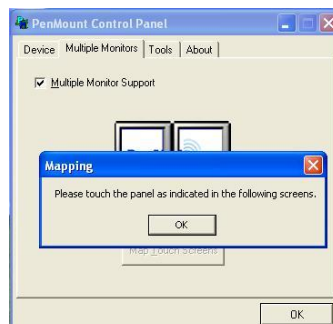 PenMount Control Panel
Device Multiple Monitors Tools About
Multiple Monitor Support
Mapping
Please touch the panel as indicated in the following screens.
OK
Map Touch Screens
OK